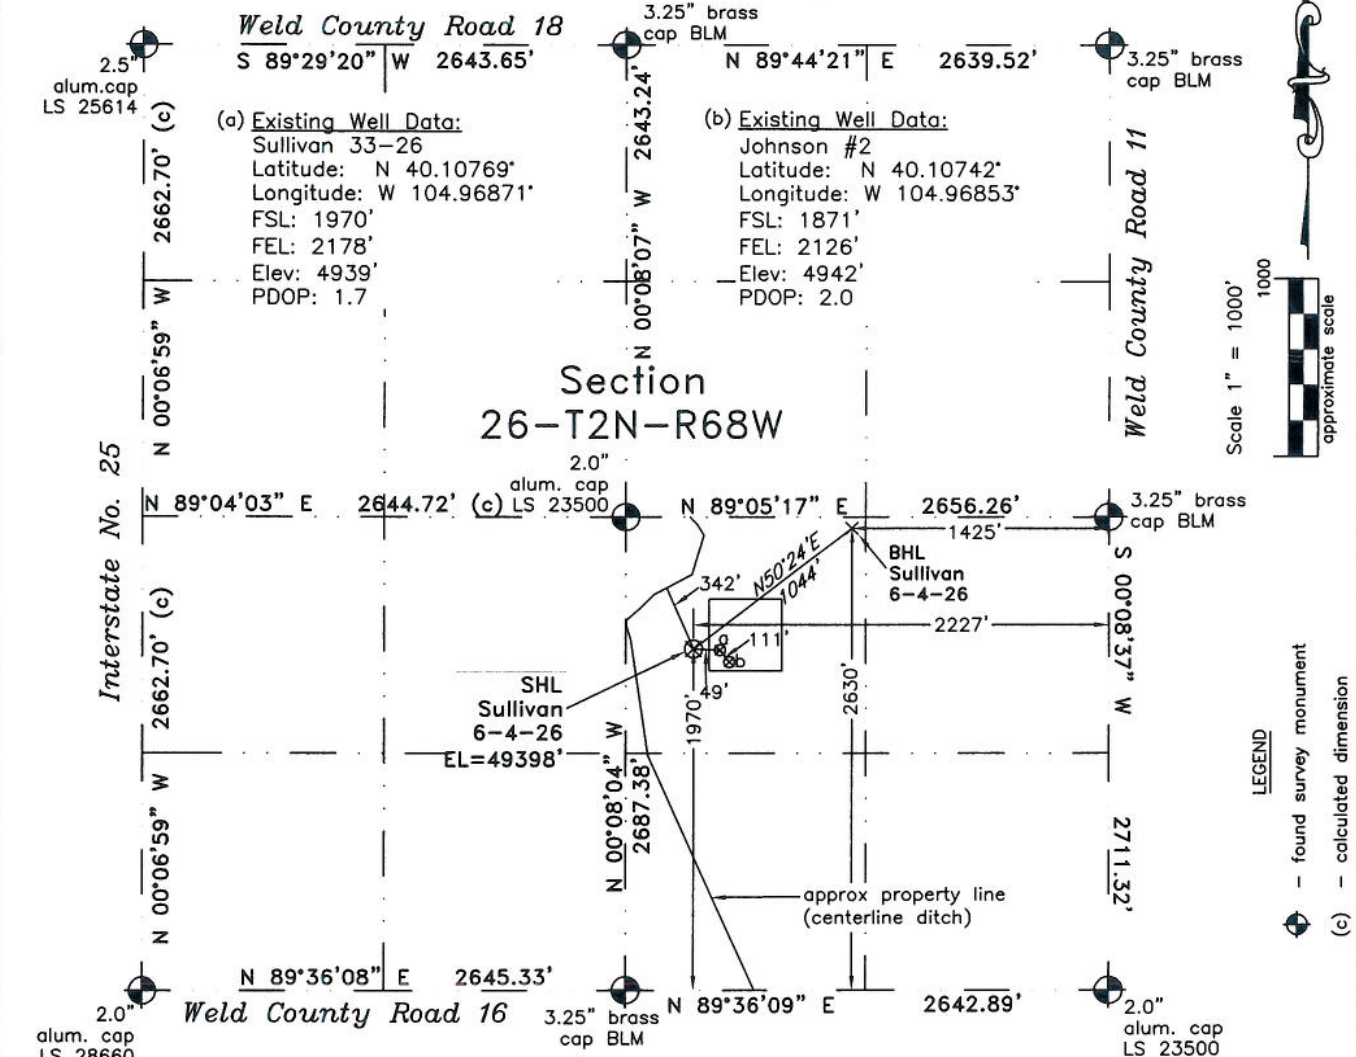 Weld County Road 18
3.25" brass
cap BLM
S 89°29'20" W 2643.65'
N 89°44'21" E 2639.52'
2.5"
alum.cap
LS 25614
3.25" brass
cap BLM
N 00°06'59" W 2662.70' (c)
(a) Existing Well Data:
Sullivan 33-26
Latitude: N 40.10769°
Longitude: W 104.96871°
FSL: 1970'
FEL: 2178'
Elev: 4939'
PDOP: 1.7
N 00°08'07" W 2643.24'
(b) Existing Well Data:
Johnson #2
Latitude: N 40.10742°
Longitude: W 104.96853°
FSL: 1871'
FEL: 2126'
Elev: 4942'
PDOP: 2.0
Weld County Road 11
Scale 1" = 1000'
1000
approximate scale
Section
26-T2N-R68W
Interstate No. 25
2.0"
alum. cap
LS 23500
N 89°04'03" E 2644.72' (c)
N 89°05'17" E 2656.26'
3.25" brass
cap BLM
1425'
N50°24'E
1044'
BHL
Sullivan
6-4-26
342'
2227'
a
111'
b
49'
SHL
Sullivan
6-4-26
EL=49398'
1970'
2630'
N 00°06'59" W 2662.70' (c)
N 00°08'04" W
2687.38'
S 00°08'37" W 2711.32'
approx property line
(centerline ditch)
LEGEND
- found survey monument
(c) - calculated dimension
N 89°36'08" E 2645.33'
N 89°36'09" E 2642.89'
Weld County Road 16
2.0"
alum. cap
LS 28660
3.25" brass
cap BLM
2.0"
alum. cap
LS 23500